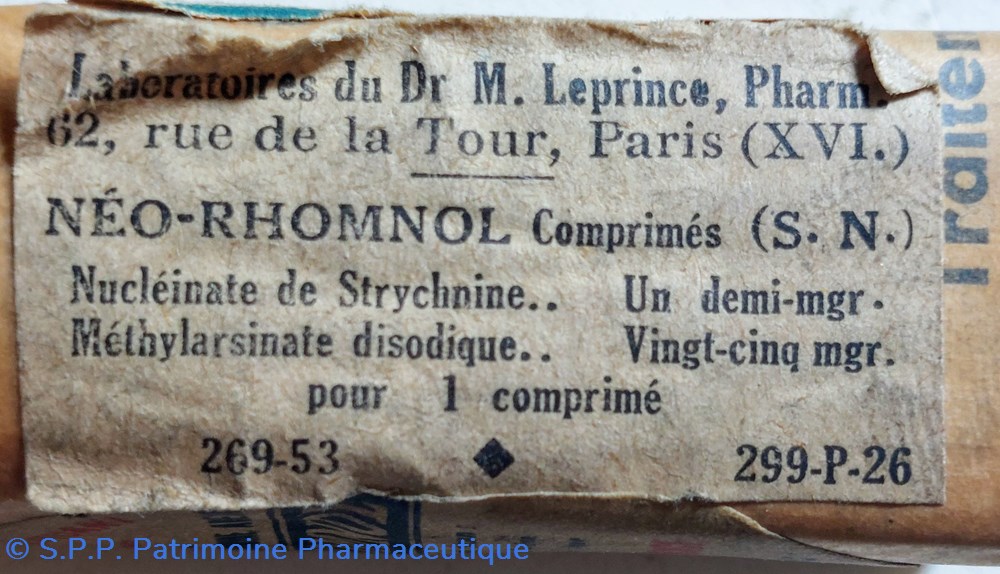 Laboratoires du Dr M. Leprince, Pharm.
62, rue de la Tour, Paris (XVI.)
NÉO-RHOMNOL Comprimés (S. N.)
Nucléinate de Strychnine.. Un demi-mgr.
Méthylarsinate disodique.. Vingt-cinq mgr.
pour 1 comprimé
269-53 ◆ 299-P-26
© S.P.P. Patrimoine Pharmaceutique